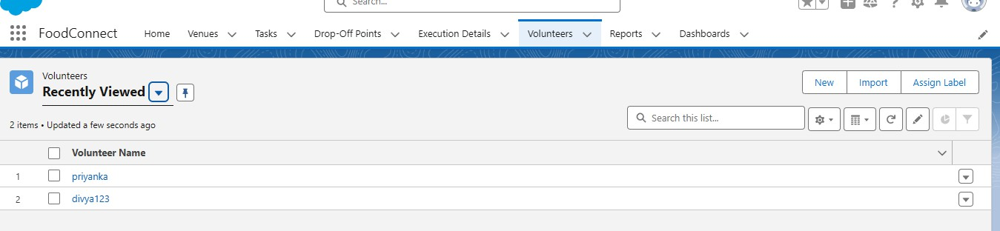 Search...
FoodConnect Home Venues Tasks Drop-Off Points Execution Details Volunteers Reports Dashboards
Volunteers
Recently Viewed
New Import Assign Label
2 items • Updated a few seconds ago
Search this list...
Volunteer Name
1 priyanka
2 divya123